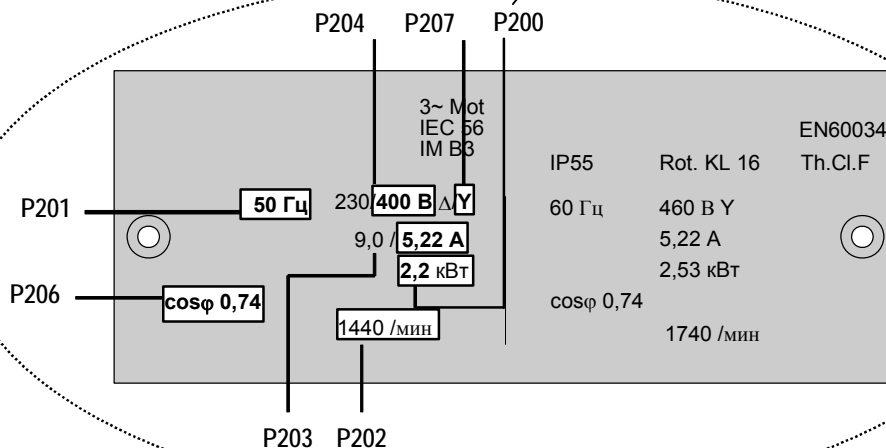 P204 P207 P200
3~ Mot
IEC 56
IM B3
EN60034
IP55 Rot. KL 16 Th.Cl.F
P201 50 Гц 230/400 В Δ/Y 60 Гц 460 В Y
9,0 / 5,22 А 5,22 А
2,2 кВт 2,53 кВт
P206 cosφ 0,74 cosφ 0,74
1440 /мин 1740 /мин
P203 P202